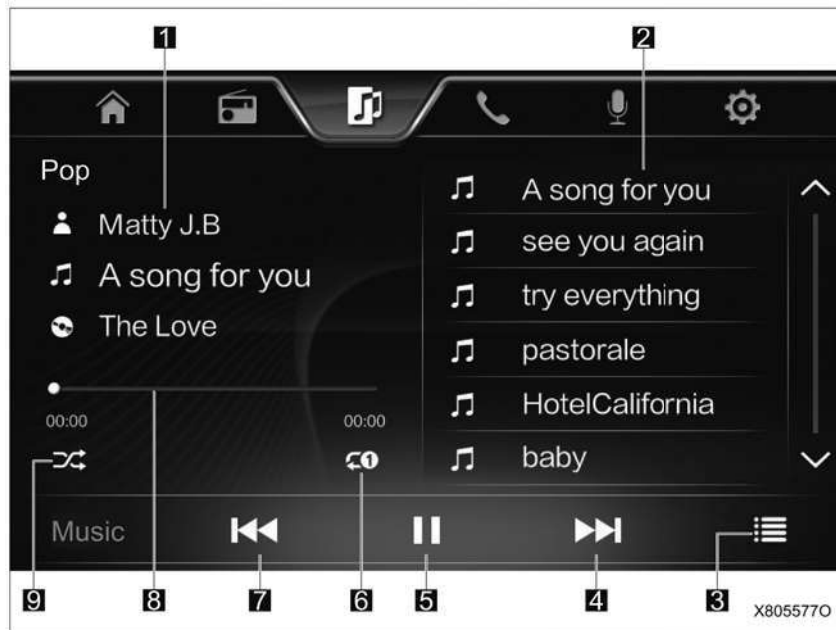 1
2
Pop
Matty J.B
A song for you
The Love
00:00
00:00
A song for you
see you again
try everything
pastorale
HotelCalifornia
baby
1
Music
9
8
7
6
5
4
3
X805577O